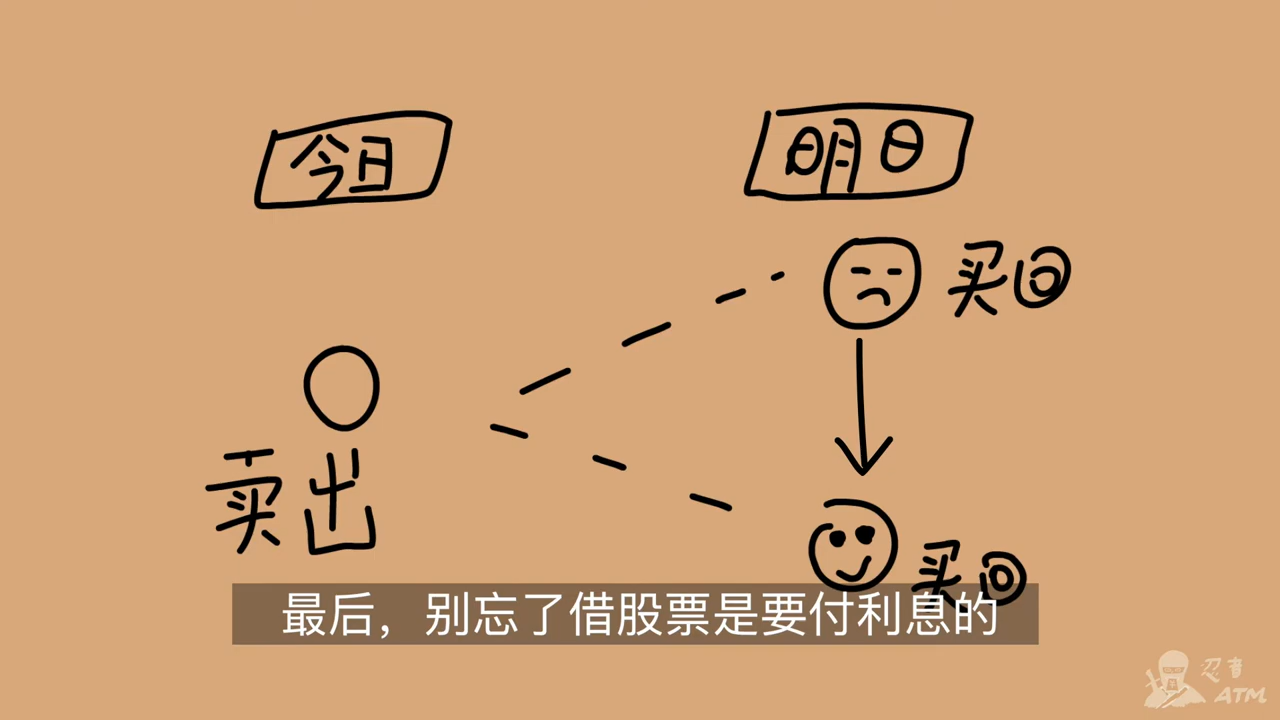 今日
明日
买回
卖出
买回
最后，别忘了借股票是要付利息的
忍者
ATM